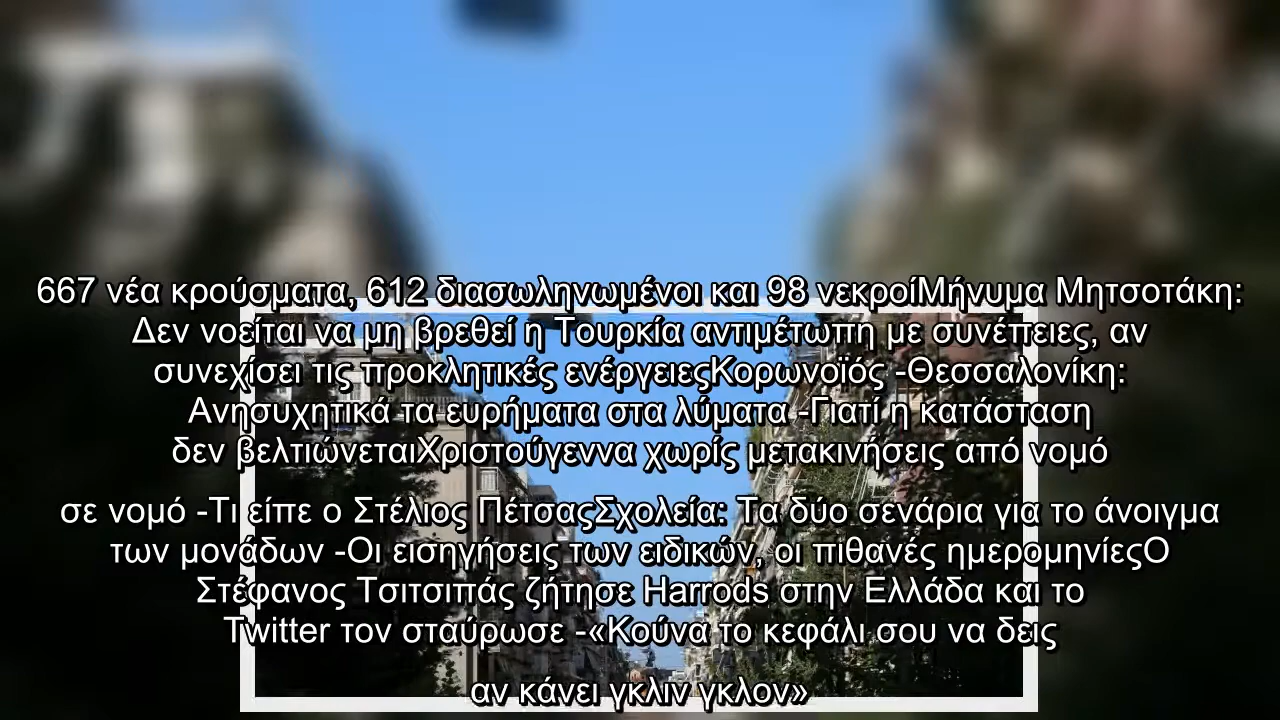 667 νέα κρούσματα, 612 διασωληνωμένοι και 98 νεκροίΜήνυμα Μητσοτάκη:
Δεν νοείται να μη βρεθεί η Τουρκία αντιμέτωπη με συνέπειες, αν
συνεχίσει τις προκλητικές ενέργειεςΚορωνοϊός -Θεσσαλονίκη:
Ανησυχητικά τα ευρήματα στα λύματα -Γιατί η κατάσταση
δεν βελτιώνεταιΧριστούγεννα χωρίς μετακινήσεις από νομό
σε νομό -Τι είπε ο Στέλιος ΠέτσαςΣχολεία: Τα δύο σενάρια για το άνοιγμα
των μονάδων -Οι εισηγήσεις των ειδικών, οι πιθανές ημερομηνίεςΟ
Στέφανος Τσιτσιπάς ζήτησε Harrods στην Ελλάδα και το
Twitter τον σταύρωσε -«Κούνα το κεφάλι σου να δεις
αν κάνει γκλιν γκλον»